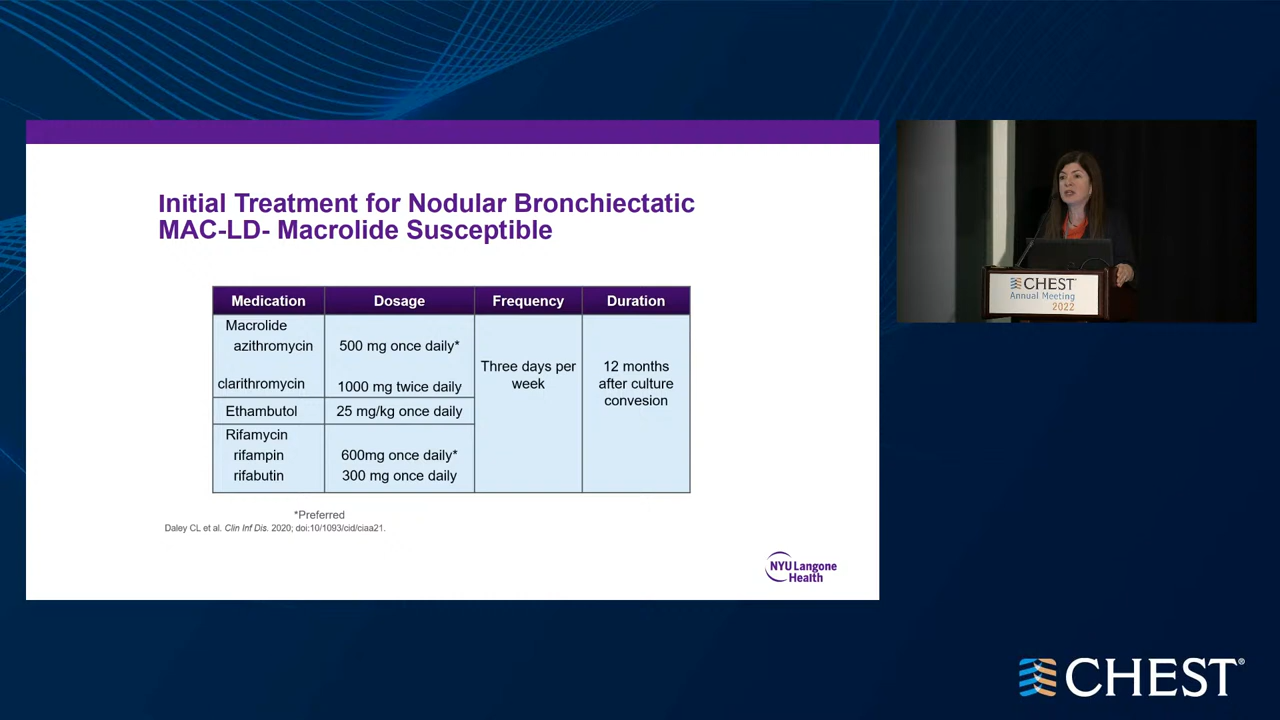 Initial Treatment for Nodular Bronchiectatic
MAC-LD- Macrolide Susceptible
Medication Dosage Frequency Duration
Macrolide
azithromycin 500 mg once daily*
clarithromycin 1000 mg twice daily
Three days per
week
12 months
after culture
convesion
Ethambutol 25 mg/kg once daily
Rifamycin
rifampin 600mg once daily*
rifabutin 300 mg once daily
*Preferred
Daley CL et al. Clin Inf Dis. 2020; doi:10/1093/cid/ciaa21.
NYU Langone
Health
CHEST
Annual Meeting
2022
CHEST®